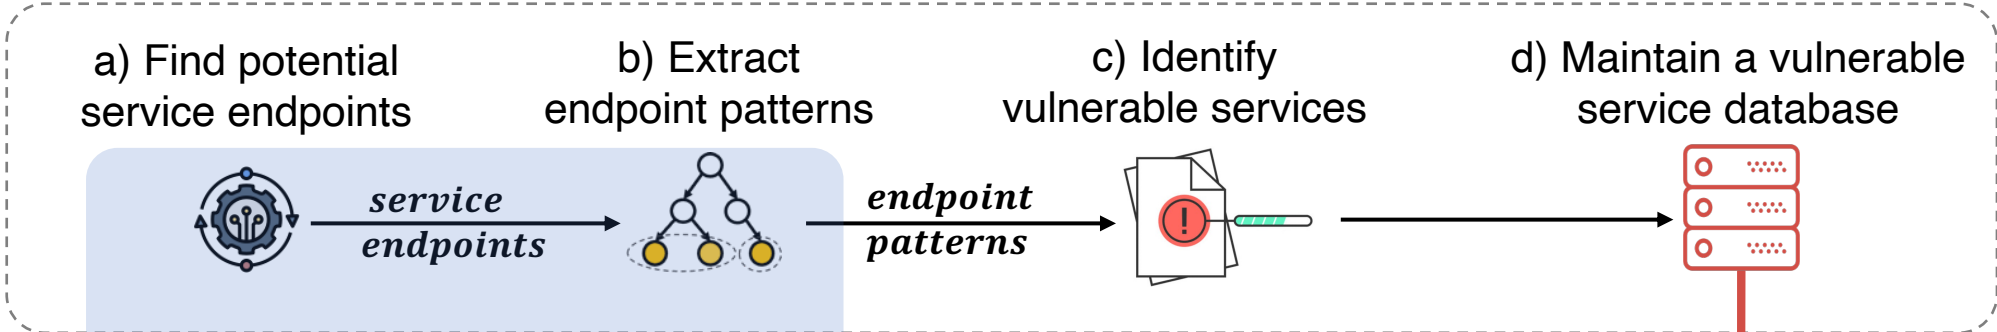 a) Find potential
service endpoints
b) Extract
endpoint patterns
c) Identify
vulnerable services
d) Maintain a vulnerable
service database
service
endpoints
endpoint
patterns
!